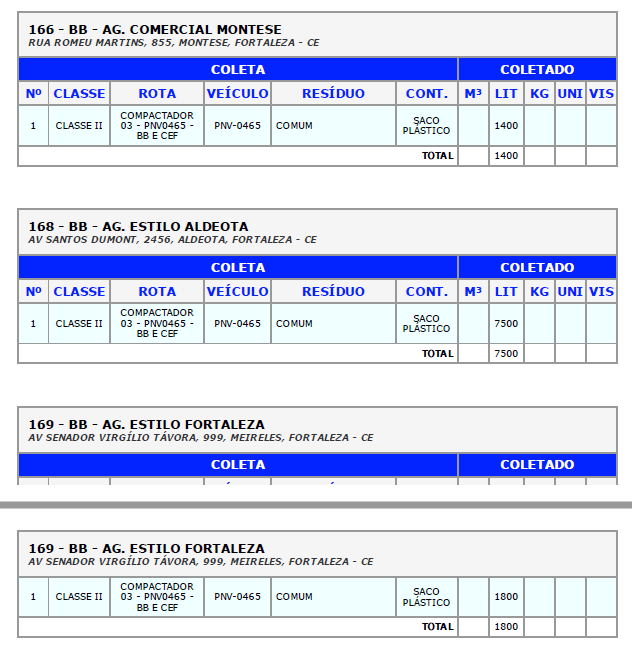 166 - BB - AG. COMERCIAL MONTESE
RUA ROMEU MARTINS, 855, MONTESE, FORTALEZA - CE
COLETA COLETADO
Nº CLASSE ROTA VEÍCULO RESÍDUO CONT. M³ LIT KG UNI VIS
1 CLASSE II COMPACTADOR 03 - PNV0465 - BB E CEF PNV-0465 COMUM SACO PLÁSTICO 1400
TOTAL 1400
168 - BB - AG. ESTILO ALDEOTA
AV SANTOS DUMONT, 2456, ALDEOTA, FORTALEZA - CE
COLETA COLETADO
Nº CLASSE ROTA VEÍCULO RESÍDUO CONT. M³ LIT KG UNI VIS
1 CLASSE II COMPACTADOR 03 - PNV0465 - BB E CEF PNV-0465 COMUM SACO PLÁSTICO 7500
TOTAL 7500
169 - BB - AG. ESTILO FORTALEZA
AV SENADOR VIRGÍLIO TÁVORA, 999, MEIRELES, FORTALEZA - CE
COLETA COLETADO
169 - BB - AG. ESTILO FORTALEZA
AV SENADOR VIRGÍLIO TÁVORA, 999, MEIRELES, FORTALEZA - CE
1 CLASSE II COMPACTADOR 03 - PNV0465 - BB E CEF PNV-0465 COMUM SACO PLÁSTICO 1800
TOTAL 1800